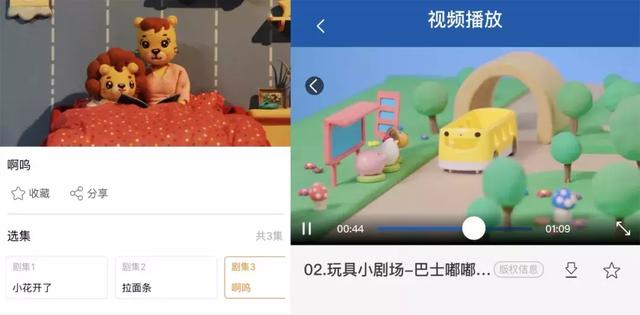 啊呜
收藏
分享
选集
共3集
剧集1
小花开了
剧集2
拉面条
剧集3
啊呜
视频播放
00:44
01:09
02.玩具小剧场-巴士嘟嘟...
版权信息